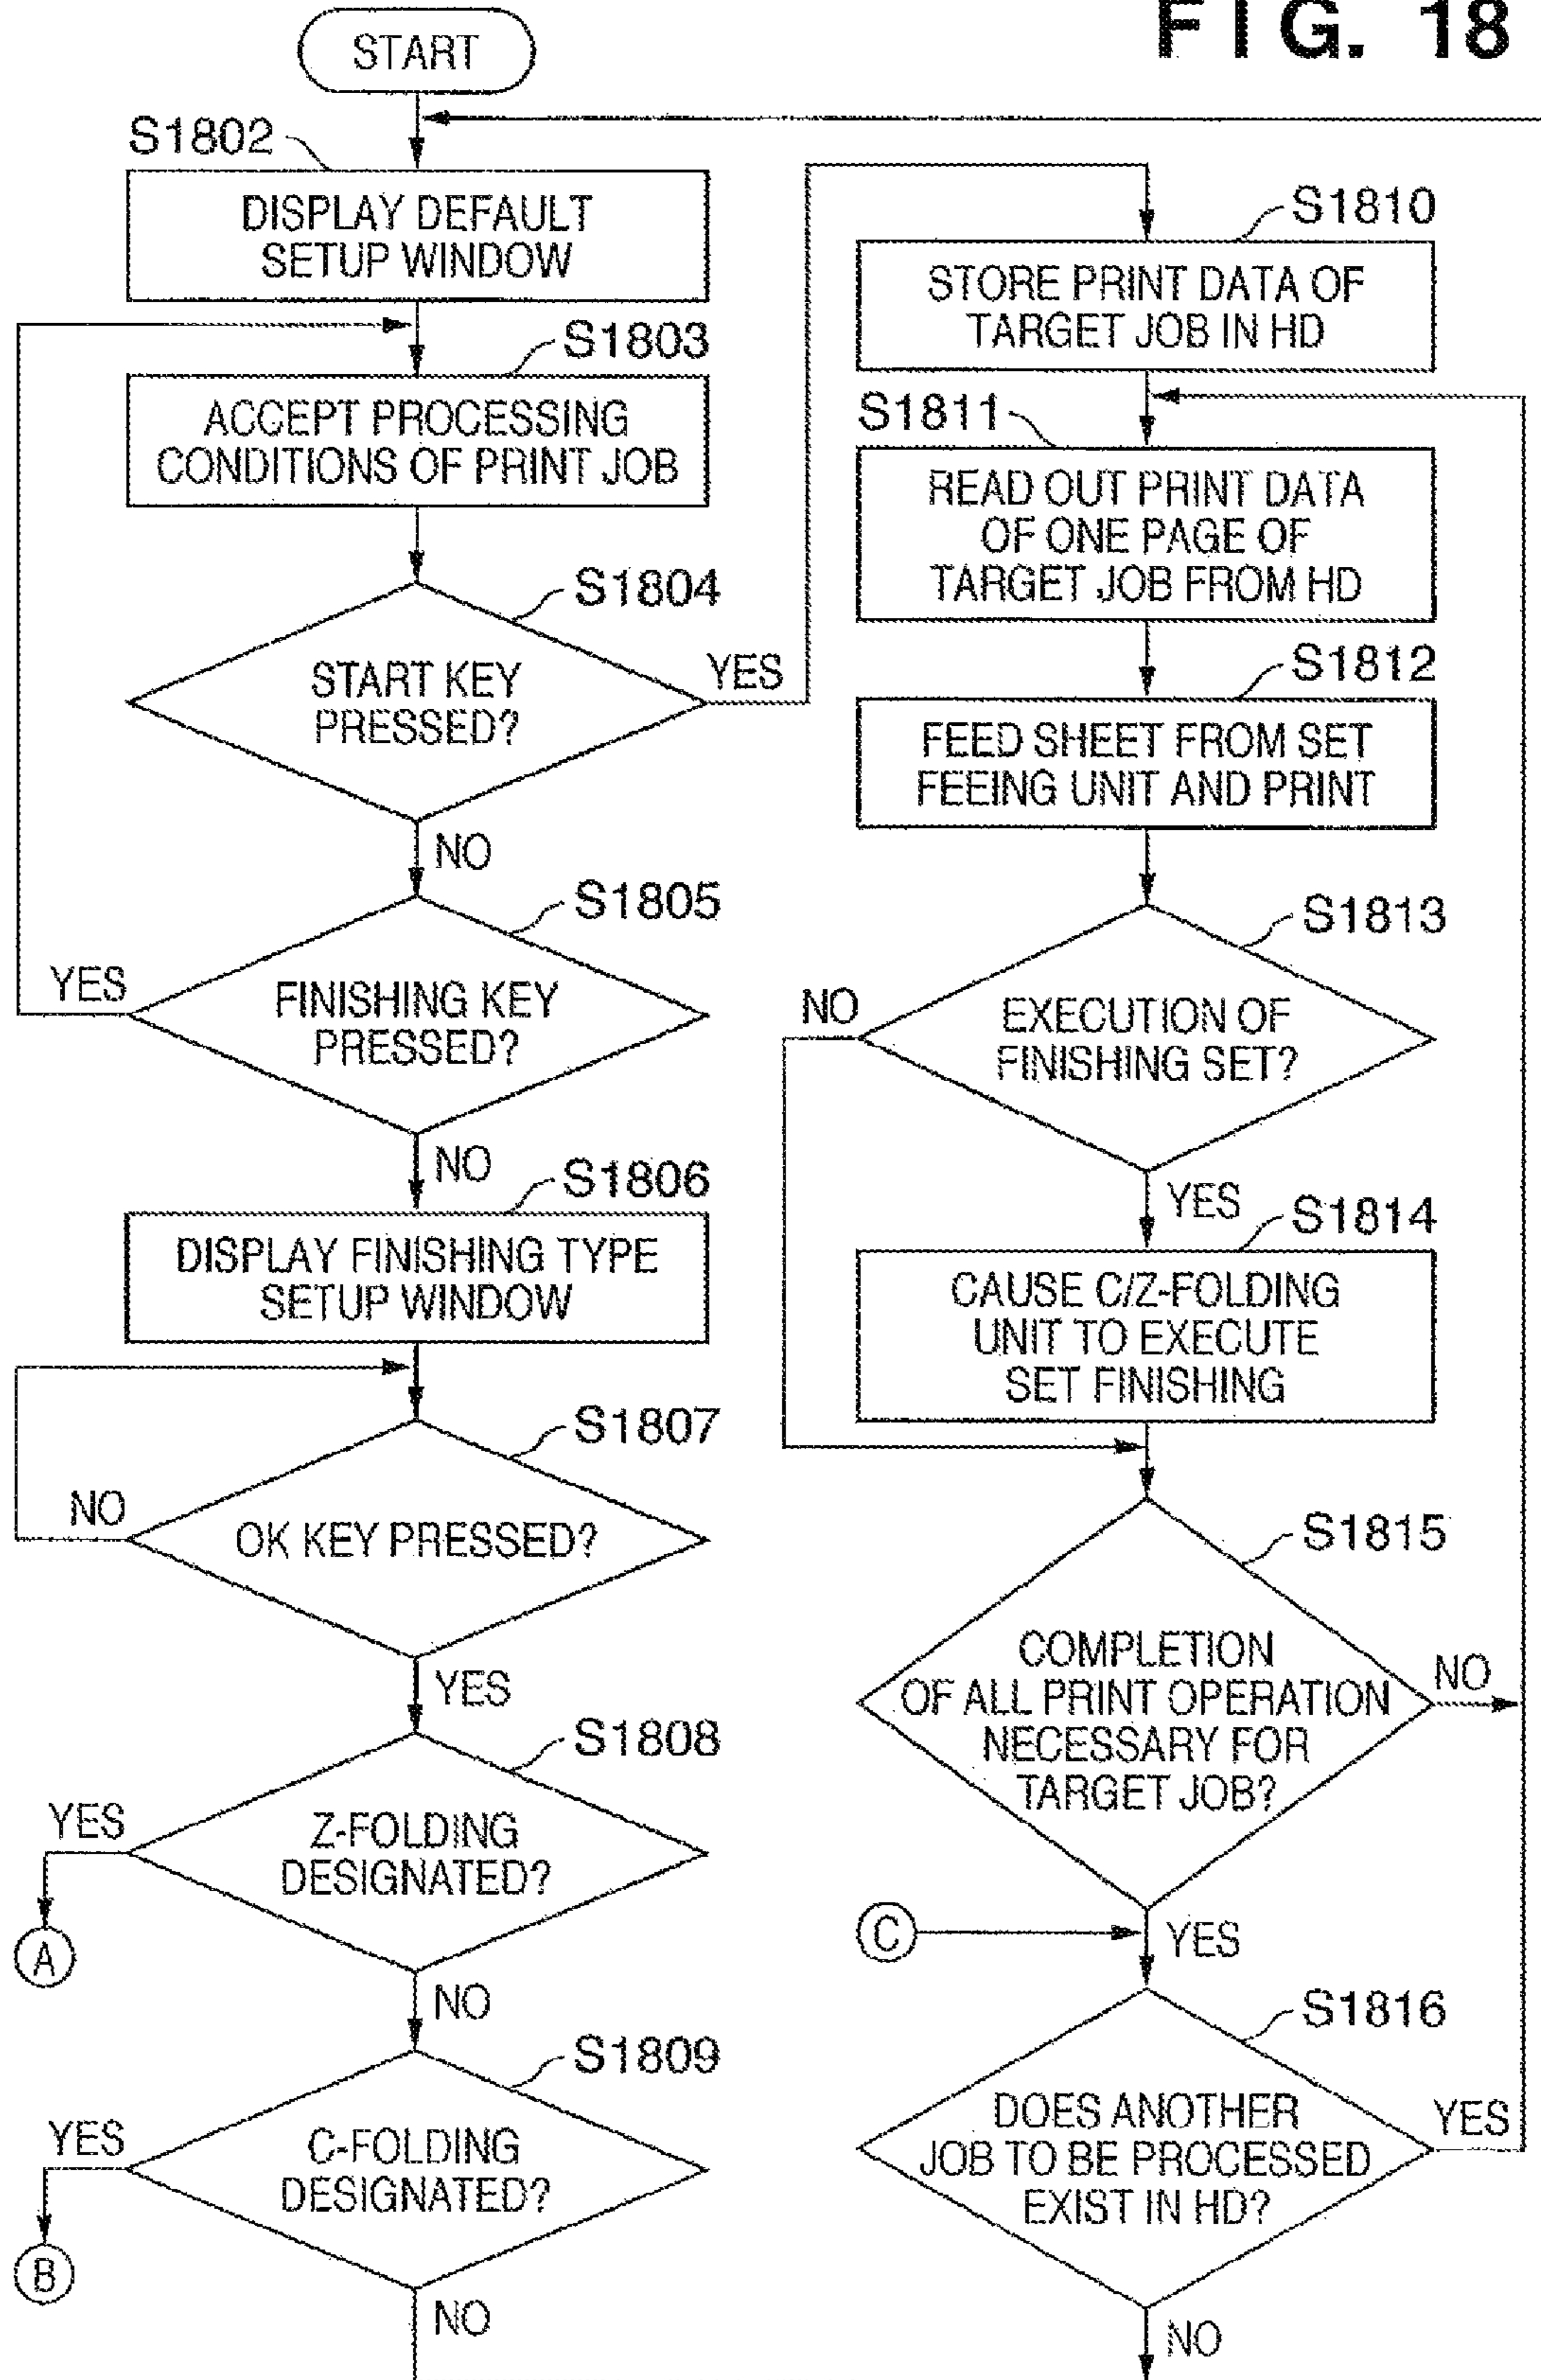 FIG. 18
START
S1802
DISPLAY DEFAULT
SETUP WINDOW
S1803
ACCEPT PROCESSING
CONDITIONS OF PRINT JOB
S1804
START KEY
PRESSED?
YES
NO
S1805
FINISHING KEY
PRESSED?
YES
NO
S1806
DISPLAY FINISHING TYPE
SETUP WINDOW
S1807
OK KEY PRESSED?
NO
YES
S1808
Z-FOLDING
DESIGNATED?
YES
A
NO
S1809
C-FOLDING
DESIGNATED?
YES
B
NO
S1810
STORE PRINT DATA OF
TARGET JOB IN HD
S1811
READ OUT PRINT DATA
OF ONE PAGE OF
TARGET JOB FROM HD
S1812
FEED SHEET FROM SET
FEEING UNIT AND PRINT
S1813
EXECUTION OF
FINISHING SET?
NO
YES
S1814
CAUSE C/Z-FOLDING
UNIT TO EXECUTE
SET FINISHING
S1815
COMPLETION
OF ALL PRINT OPERATION
NECESSARY FOR
TARGET JOB?
NO
C
YES
S1816
DOES ANOTHER
JOB TO BE PROCESSED
EXIST IN HD?
YES
NO